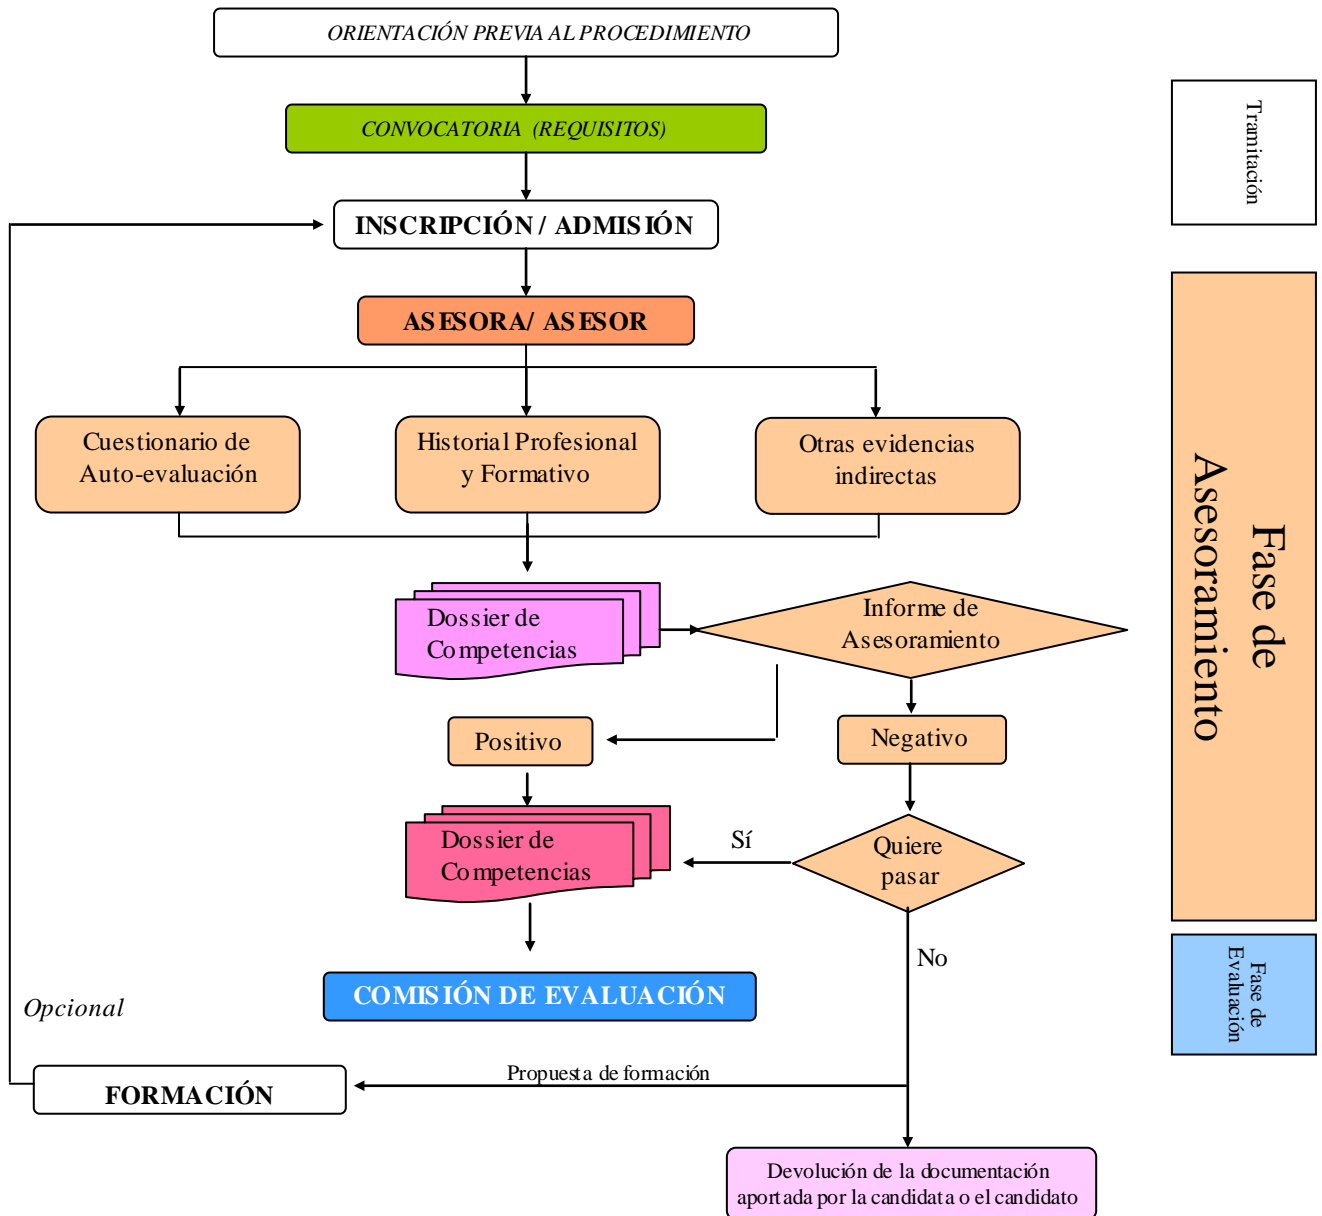 ORIENTACIÓN PREVIA AL PROCEDIMIENTO
CONVOCATORIA (REQUISITOS)
INSCRIPCIÓN / ADMISIÓN
ASESORA/ ASESOR
Cuestionario de
Auto-evaluación
Historial Profesional
y Formativo
Otras evidencias
indirectas
Dossier de
Competencias
Informe de
Asesoramiento
Positivo
Negativo
Dossier de
Competencias
Sí
Quiere
pasar
No
COMISIÓN DE EVALUACIÓN
Opcional
FORMACIÓN
Propuesta de formación
Devolución de la documentación
aportada por la candidata o el candidato
Tramitación
Fase de
Asesoramiento
Fase de
Evaluación